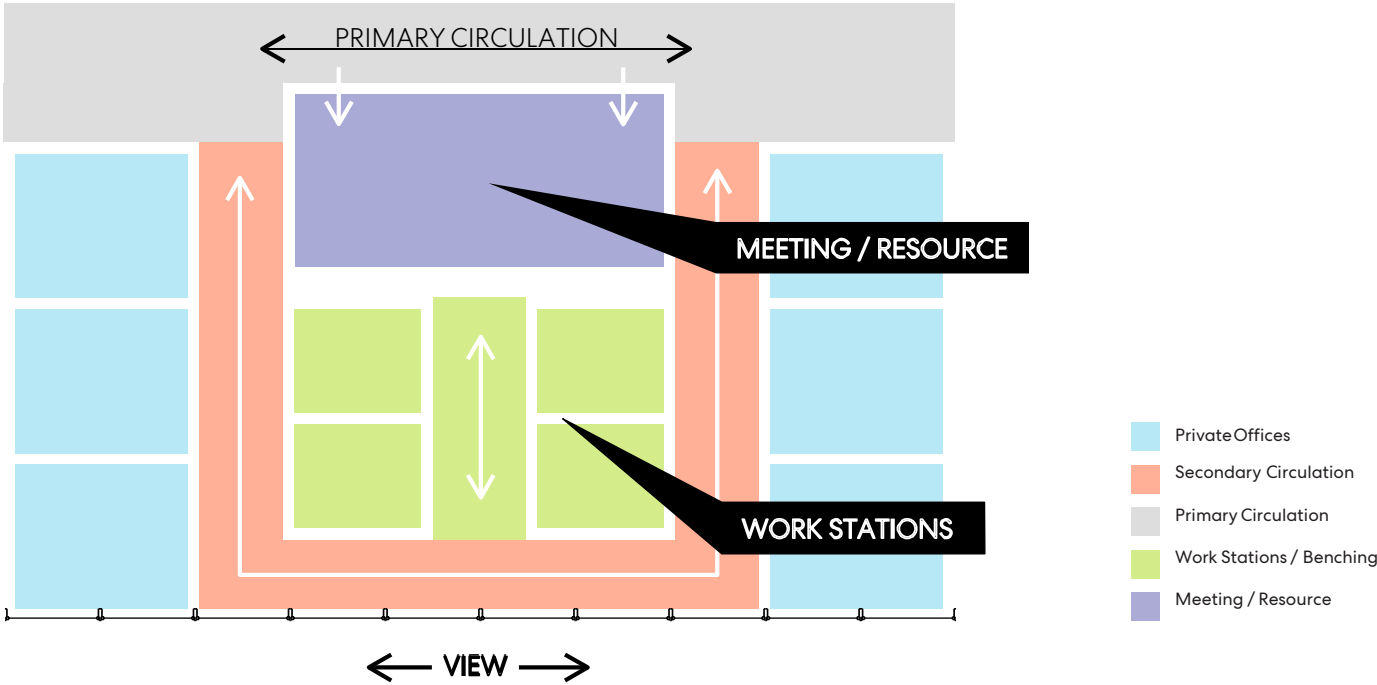 PRIMARY CIRCULATION
MEETING / RESOURCE
WORK STATIONS
VIEW
Private Offices
Secondary Circulation
Primary Circulation
Work Stations / Benching
Meeting / Resource